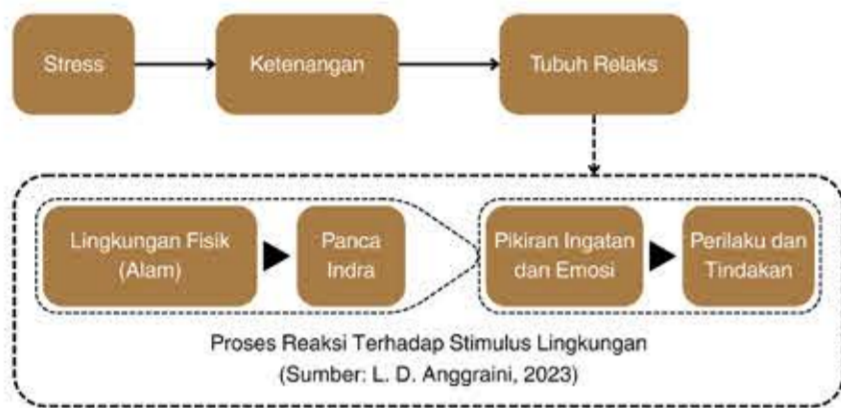 Stress
Ketenangan
Tubuh Relaks
Lingkungan Fisik
(Alam)
Panca
Indra
Pikiran Ingatan
dan Emosi
Perilaku dan
Tindakan
Proses Reaksi Terhadap Stimulus Lingkungan
(Sumber: L. D. Anggraini, 2023)